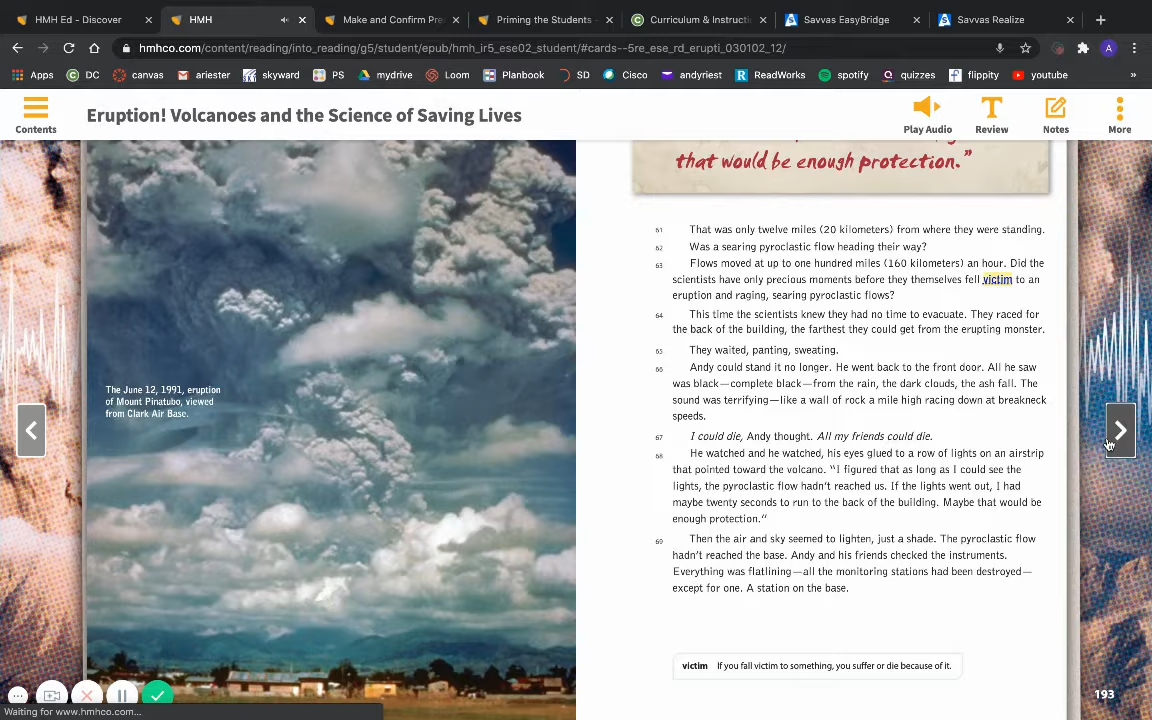 HMH Ed - Discover
HMH
Make and Confirm Pre
Priming the Students -
Curriculum & Instructi
Savvas EasyBridge
Savvas Realize
hmhco.com/content/reading/into_reading/g5/student/epub/hmh_ir5_ese02_student/#cards--5re_ese_rd_erupti_030102_12/
A
Apps DC canvas ariester skyward PS mydrive Loom Planbook SD Cisco andyriest ReadWorks spotify quizzes flippity youtube »
Contents
Eruption! Volcanoes and the Science of Saving Lives
Play Audio
Review
Notes
More
that would be enough protection."
61 That was only twelve miles (20 kilometers) from where they were standing.
62 Was a searing pyroclastic flow heading their way?
63 Flows moved at up to one hundred miles (160 kilometers) an hour. Did the
scientists have only precious moments before they themselves fell victim to an
eruption and raging, searing pyroclastic flows?
64 This time the scientists knew they had no time to evacuate. They raced for
the back of the building, the farthest they could get from the erupting monster.
65 They waited, panting, sweating.
66 Andy could stand it no longer. He went back to the front door. All he saw
was black—complete black—from the rain, the dark clouds, the ash fall. The
sound was terrifying—like a wall of rock a mile high racing down at breakneck
speeds.
67 I could die, Andy thought. All my friends could die.
68 He watched and he watched, his eyes glued to a row of lights on an airstrip
that pointed toward the volcano. "I figured that as long as I could see the
lights, the pyroclastic flow hadn't reached us. If the lights went out, I had
maybe twenty seconds to run to the back of the building. Maybe that would be
enough protection."
69 Then the air and sky seemed to lighten, just a shade. The pyroclastic flow
hadn't reached the base. Andy and his friends checked the instruments.
Everything was flatlining—all the monitoring stations had been destroyed—
except for one. A station on the base.
The June 12, 1991, eruption
of Mount Pinatubo, viewed
from Clark Air Base.
victim If you fall victim to something, you suffer or die because of it.
193
Waiting for www.hmhco.com...